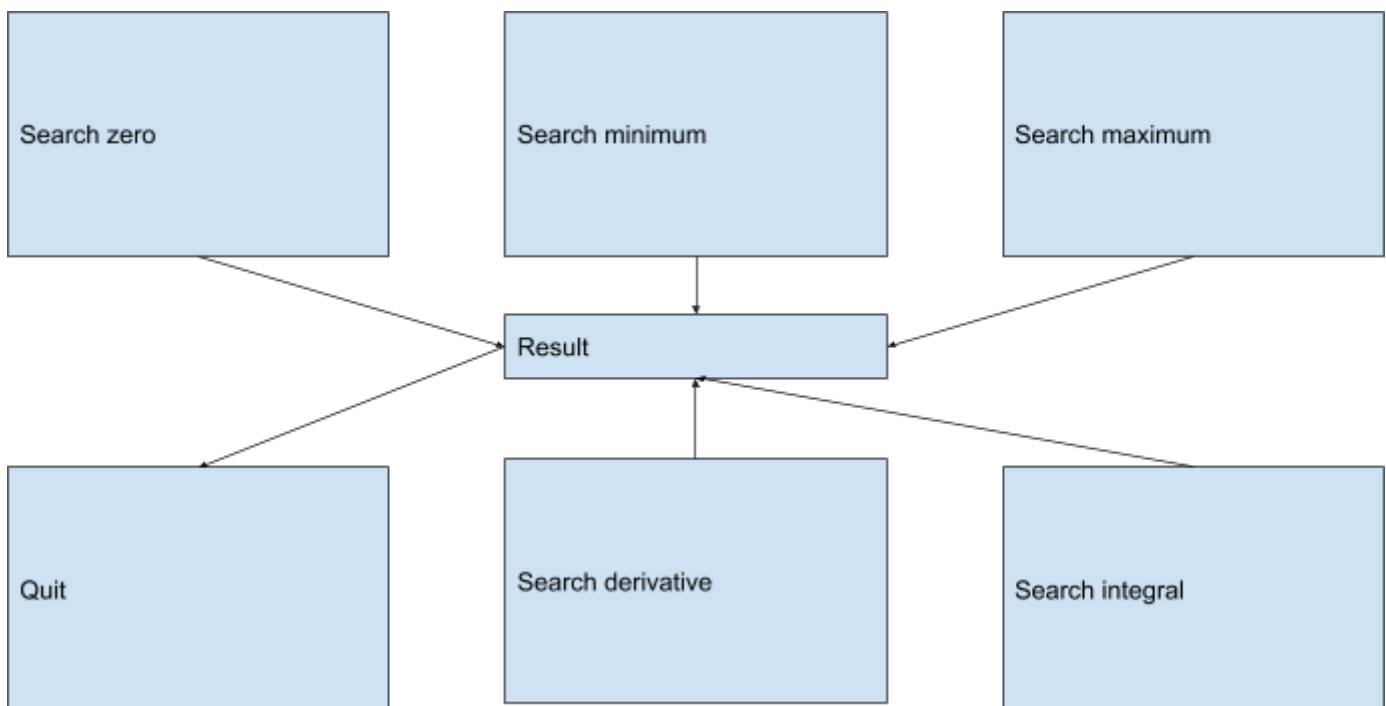 Search zero
Search minimum
Search maximum
Result
Quit
Search derivative
Search integral